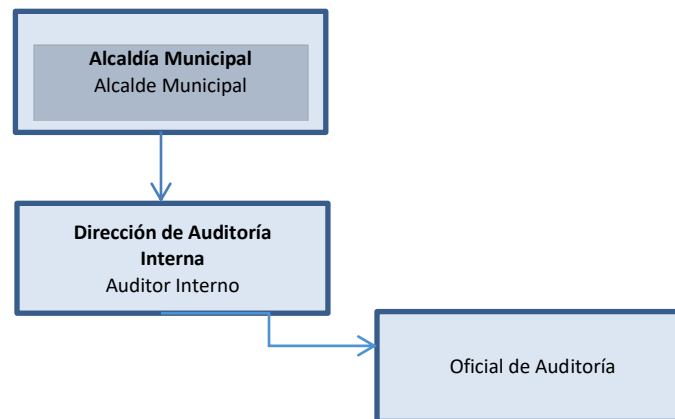 Alcaldía Municipal
Alcalde Municipal
Dirección de Auditoría
Interna
Auditor Interno
Oficial de Auditoría